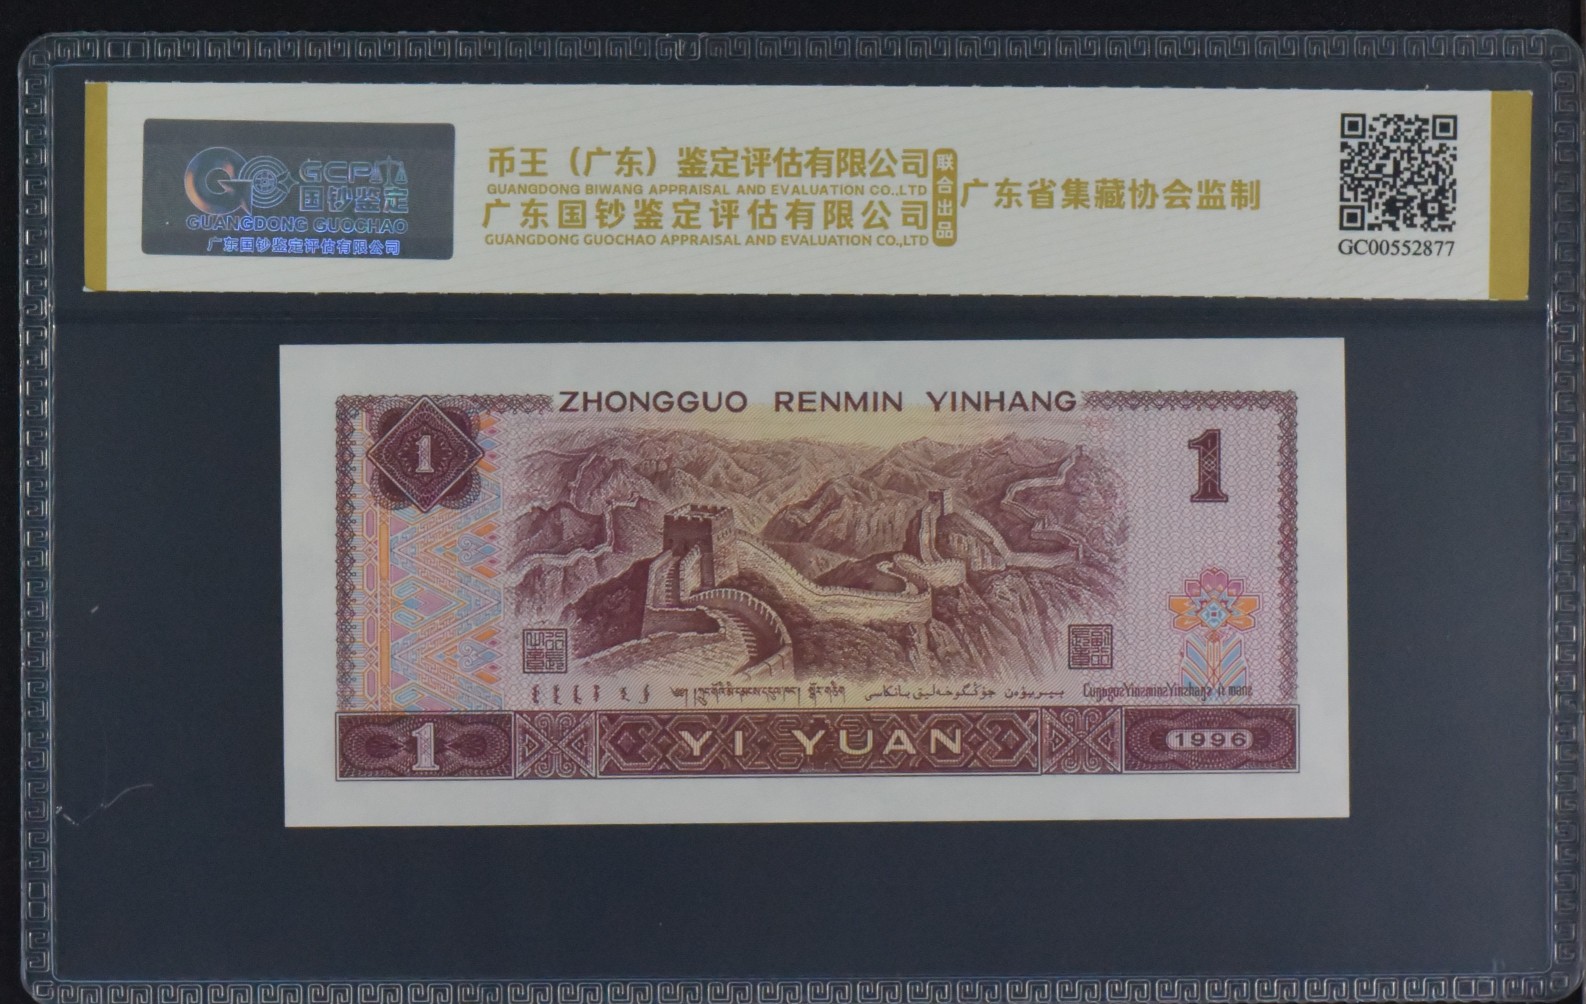 GCP
国钞鉴定
GUANGDONG GUOCHAO
广东国钞鉴定评估有限公司
币王（广东）鉴定评估有限公司
GUANGDONG BIWANG APPRAISAL AND EVALUATION CO.,LTD
广东国钞鉴定评估有限公司
GUANGDONG GUOCHAO APPRAISAL AND EVALUATION CO.,LTD
联合出品
广东省集藏协会监制
GC00552877
ZHONGGUO RENMIN YINHANG
1
1
1
YI YUAN
1996